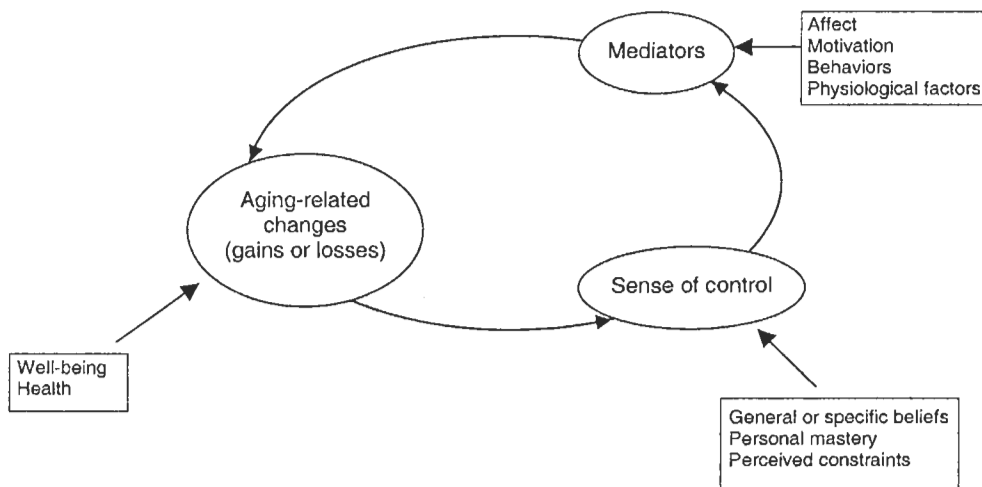 Mediators
Affect
Motivation
Behaviors
Physiological factors
Aging-related
changes
(gains or losses)
Sense of control
Well-being
Health
General or specific beliefs
Personal mastery
Perceived constraints